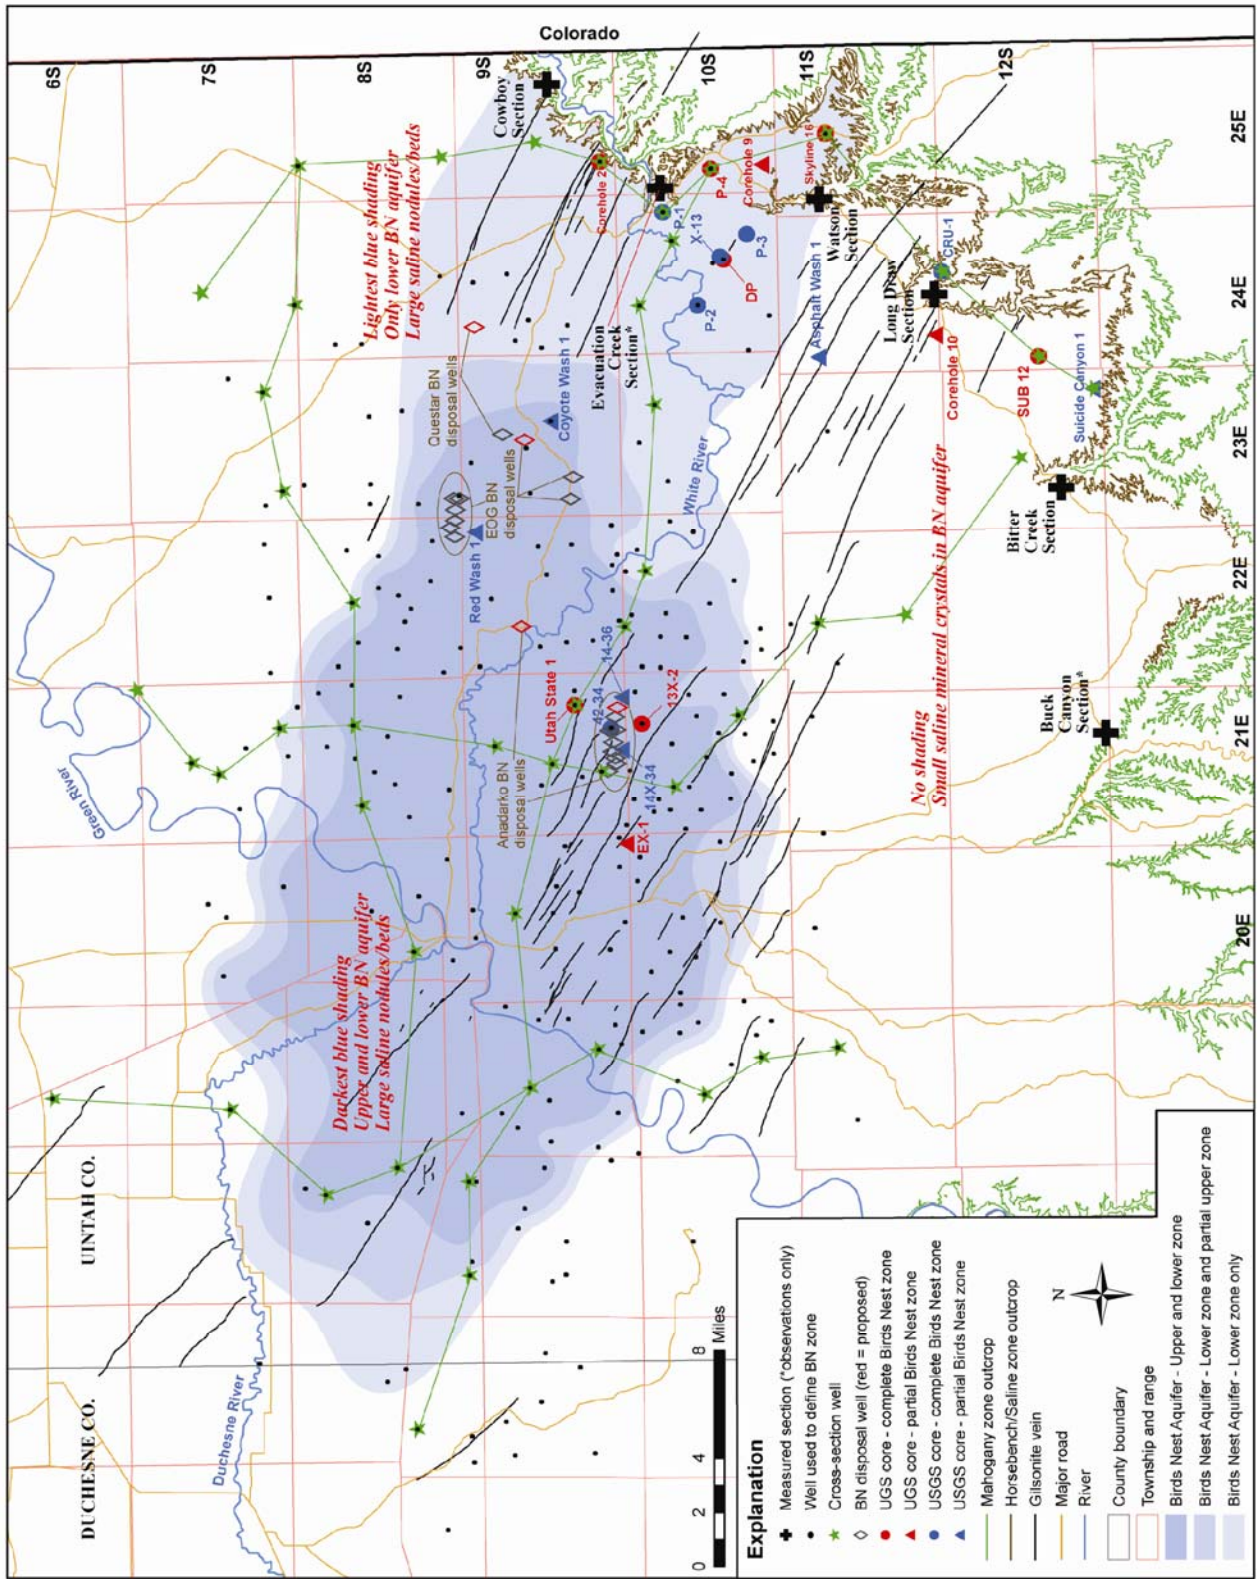 DUCHESNE CO.
UINTAH CO.
Duchesne River
Green River
Darkest blue shading
Upper and lower BN aquifer
Large saline nodules/beds
Lightest blue shading
Only lower BN aquifer
Large saline nodules/beds
No shading
Small saline mineral crystals in BN aquifer
Colorado
6S
7S
8S
9S
10S
11S
12S
20E
21E
22E
23E
24E
25E
Cowboy
Section
Questar BN
disposal wells
EOG BN
disposal wells
Anadarko BN
disposal wells
Red Wash 1
Coyote Wash 1
Evacuation
Creek
Section*
White River
Utah State 1
42-34
14-36
14X-34
13X-2
EX-1
Corehole 2
P-1
X-13
P-4
Corehole 9
P-3
P-2
DP
Skyline 16
Watson
Section
Asphalt Wash 1
Long Draw
Section
CRU-1
Corehole 10
SUB 12
Suicide Canyon 1
Bitter
Creek
Section
Buck
Canyon
Section*
0 2 4 8
Miles
Explanation
N
Measured section (*observations only)
Well used to define BN zone
Cross-section well
BN disposal well (red = proposed)
UGS core - complete Birds Nest zone
UGS core - partial Birds Nest zone
USGS core - complete Birds Nest zone
USGS core - partial Birds Nest zone
Mahogany zone outcrop
Horsebench/Saline zone outcrop
Gilsonite vein
Major road
River
County boundary
Township and range
Birds Nest Aquifer - Upper and lower zone
Birds Nest Aquifer - Lower zone and partial upper zone
Birds Nest Aquifer - Lower zone only